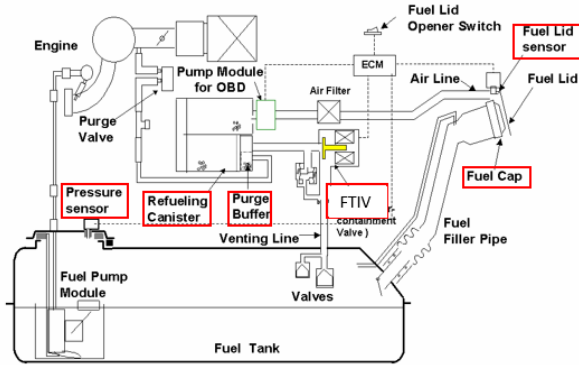 Fuel Lid
Opener Switch
Fuel Lid
sensor
Engine
ECM
Pump Module
for OBD
Air Filter
Air Line
Fuel Lid
Purge
Valve
Fuel Cap
Pressure
sensor
Refueling
Canister
Purge
Buffer
FTIV
containment
Valve )
Venting Line
Fuel
Filler Pipe
Fuel Pump
Module
Valves
Fuel Tank